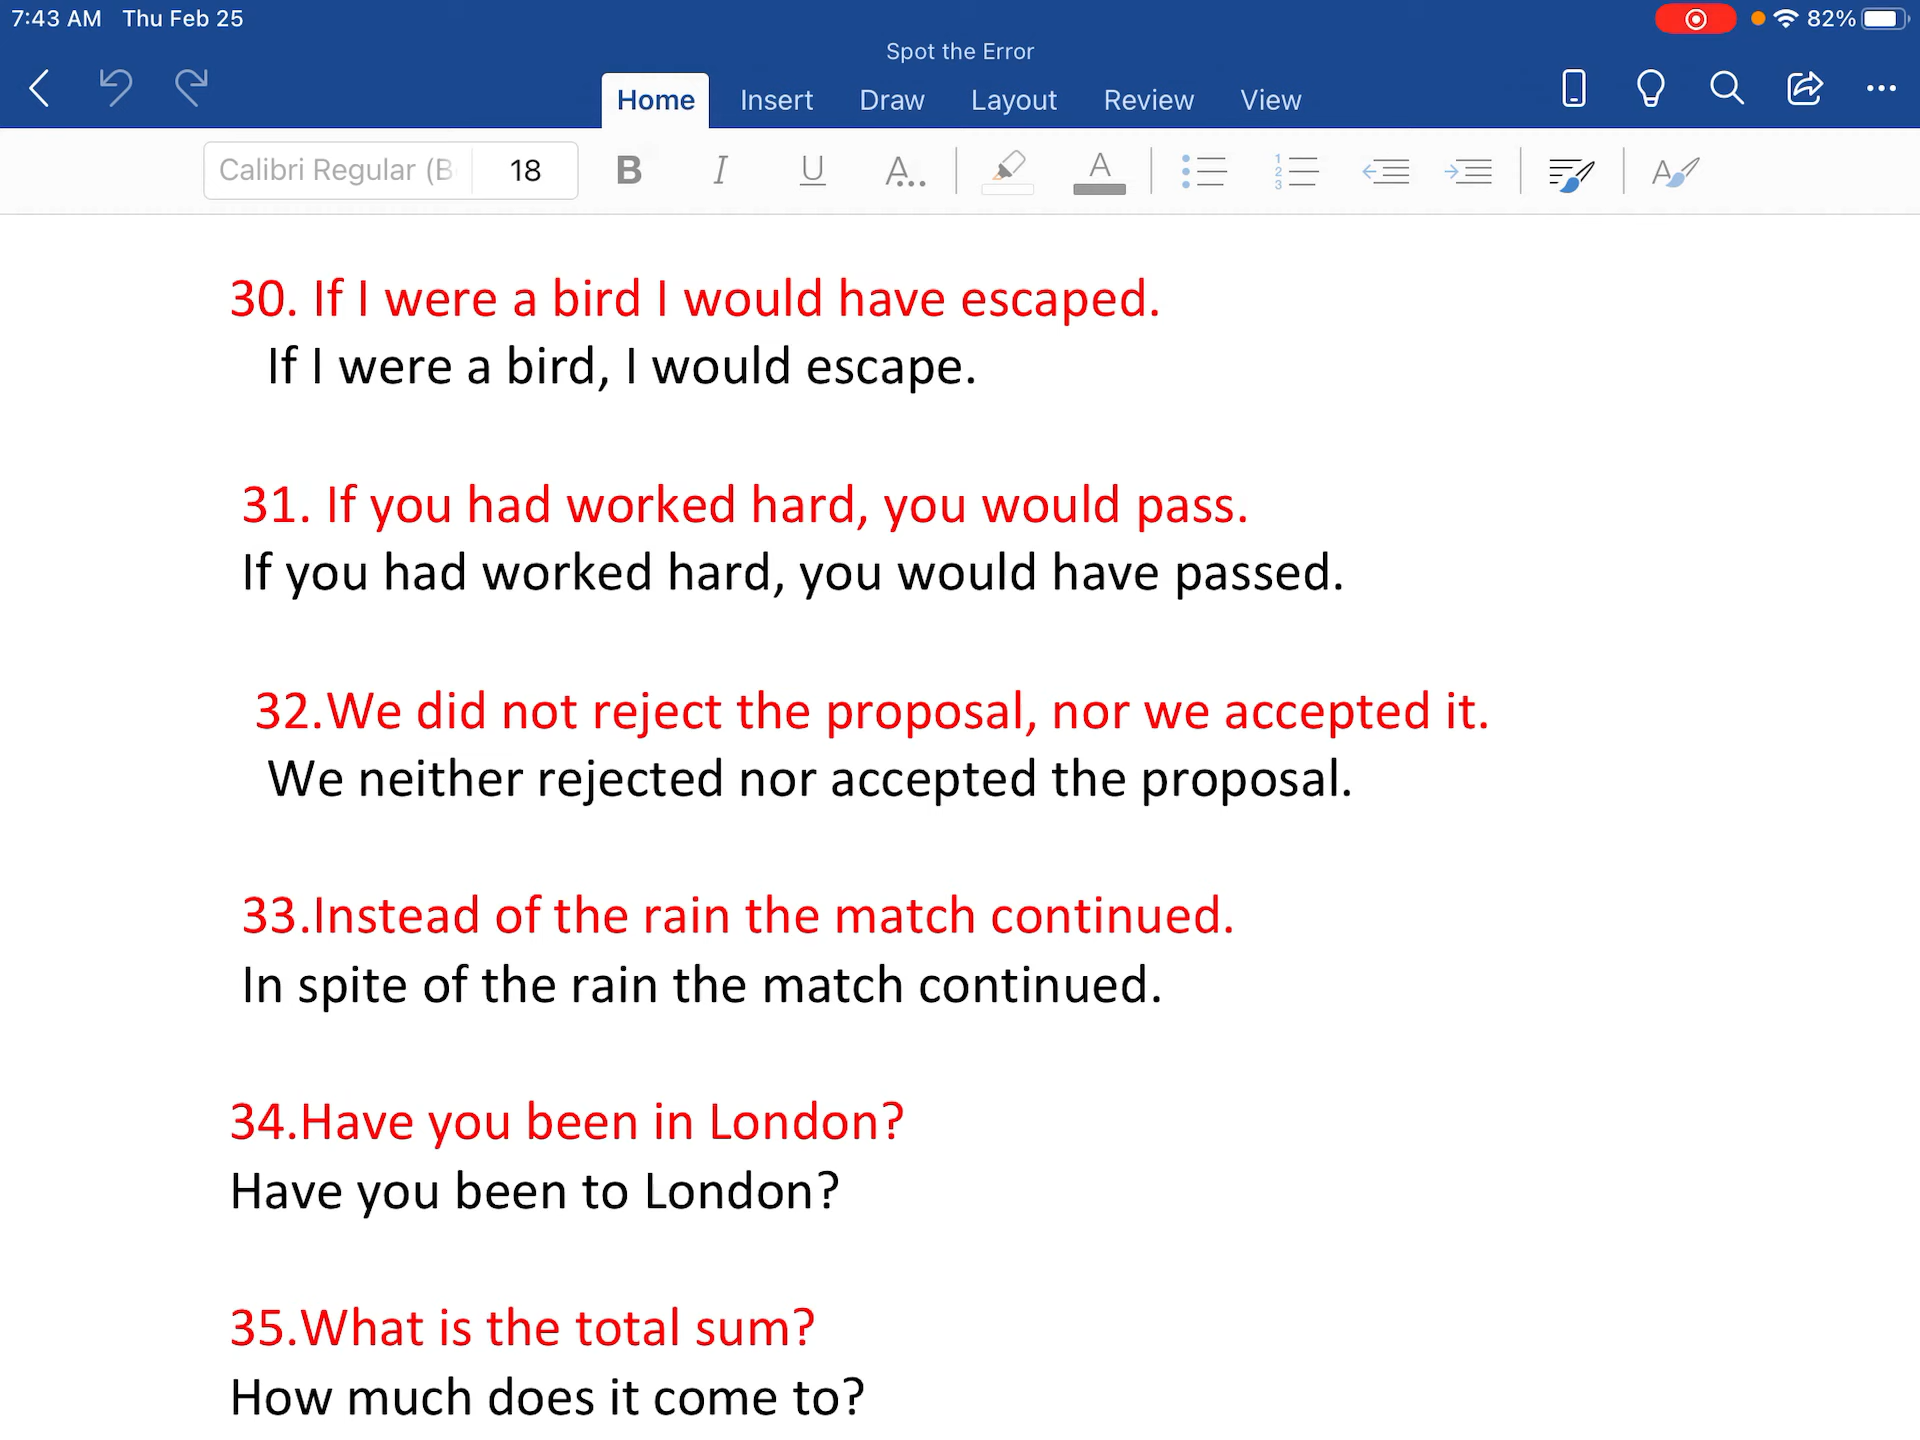 7:43 AM Thu Feb 25 82%
Spot the Error
Home Insert Draw Layout Review View
Calibri Regular (B 18 B I U A... A
30. If I were a bird I would have escaped.
If I were a bird, I would escape.
31. If you had worked hard, you would pass.
If you had worked hard, you would have passed.
32.We did not reject the proposal, nor we accepted it.
We neither rejected nor accepted the proposal.
33.Instead of the rain the match continued.
In spite of the rain the match continued.
34.Have you been in London?
Have you been to London?
35.What is the total sum?
How much does it come to?